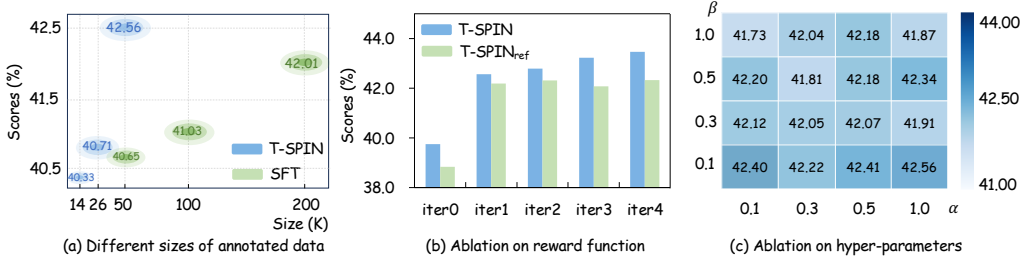 42.5
41.5
40.5
Scores (%)
42.56
42.01
41.03
40.71
40.65
40.33
T-SPIN
SFT
14 26 50 100 200
Size (K)
(a) Different sizes of annotated data
44.0
42.0
40.0
38.0
Scores (%)
T-SPIN
T-SPINref
iter0 iter1 iter2 iter3 iter4
(b) Ablation on reward function
β
1.0 41.73 42.04 42.18 41.87
0.5 42.20 41.81 42.18 42.34
0.3 42.12 42.05 42.07 41.91
0.1 42.40 42.22 42.41 42.56
0.1 0.3 0.5 1.0 α
44.00
42.50
41.00
(c) Ablation on hyper-parameters